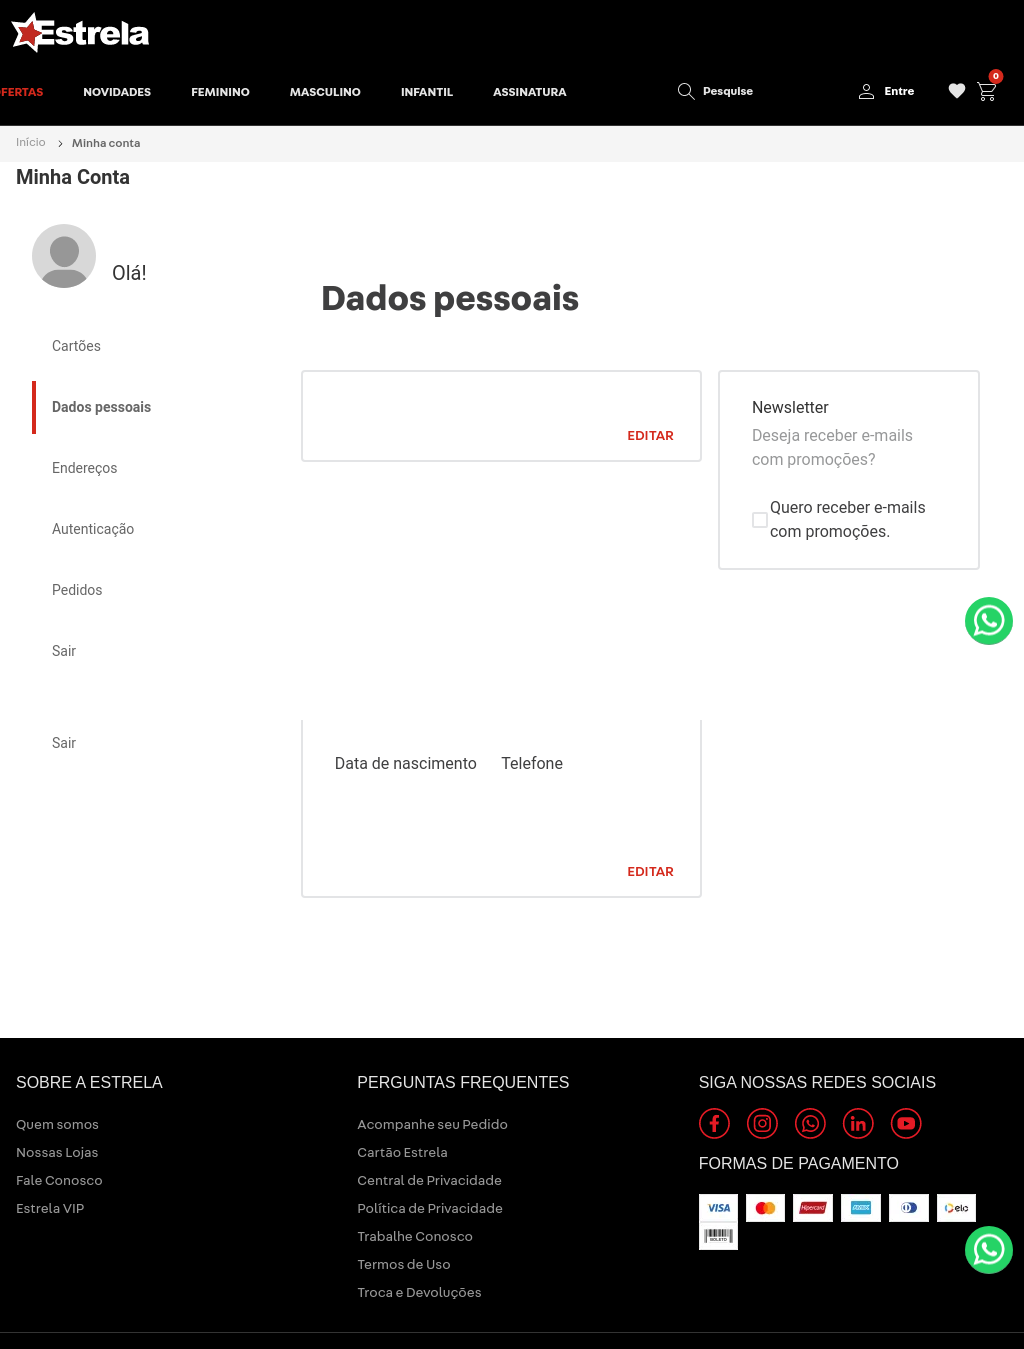 Estrela
FERTAS
NOVIDADES
FEMININO
MASCULINO
INFANTIL
ASSINATURA
Pesquise
Entre
0
Início
Minha conta
Minha Conta
Olá!
Cartões
Dados pessoais
Endereços
Autenticação
Pedidos
Sair
Sair
Dados pessoais
EDITAR
Newsletter
Deseja receber e-mails
com promoções?
Quero receber e-mails
com promoções.
Data de nascimento
Telefone
EDITAR
SOBRE A ESTRELA
Quem somos
Nossas Lojas
Fale Conosco
Estrela VIP
PERGUNTAS FREQUENTES
Acompanhe seu Pedido
Cartão Estrela
Central de Privacidade
Política de Privacidade
Trabalhe Conosco
Termos de Uso
Troca e Devoluções
SIGA NOSSAS REDES SOCIAIS
FORMAS DE PAGAMENTO
VISA
Hipercard
elo
BOLETO